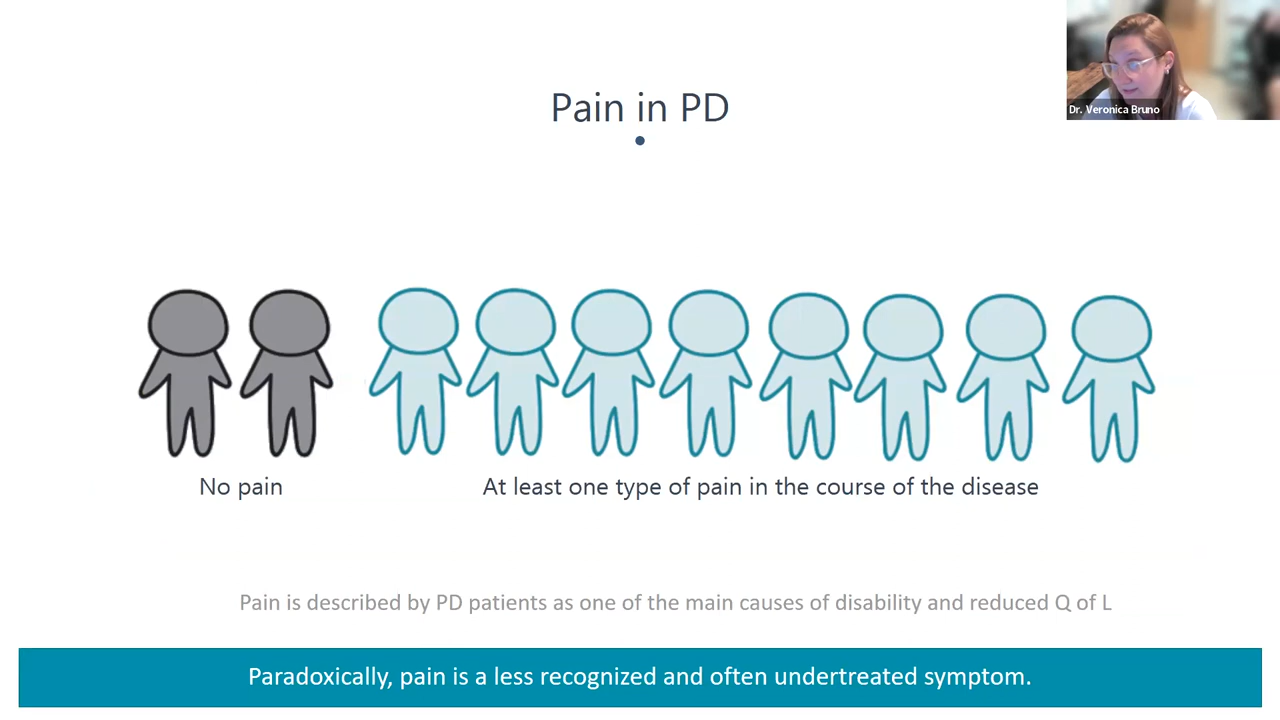 Dr. Veronica Bruno
Pain in PD
No pain
At least one type of pain in the course of the disease
Pain is described by PD patients as one of the main causes of disability and reduced Q of L
Paradoxically, pain is a less recognized and often undertreated symptom.